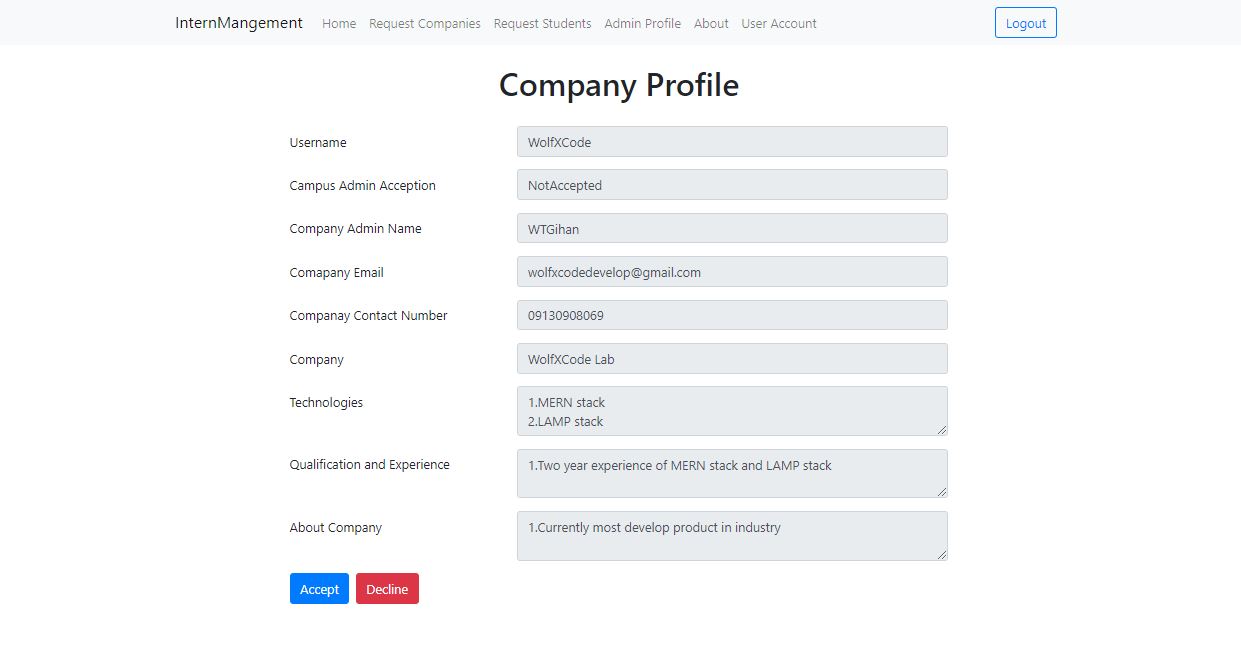 InternMangement Home Request Companies Request Students Admin Profile About User Account Logout
Company Profile
Username WolfXCode
Campus Admin Acception NotAccepted
Company Admin Name WTGihan
Comapany Email wolfxcodedevelop@gmail.com
Companay Contact Number 09130908069
Company WolfXCode Lab
Technologies 1.MERN stack
2.LAMP stack
Qualification and Experience 1.Two year experience of MERN stack and LAMP stack
About Company 1.Currently most develop product in industry
Accept Decline